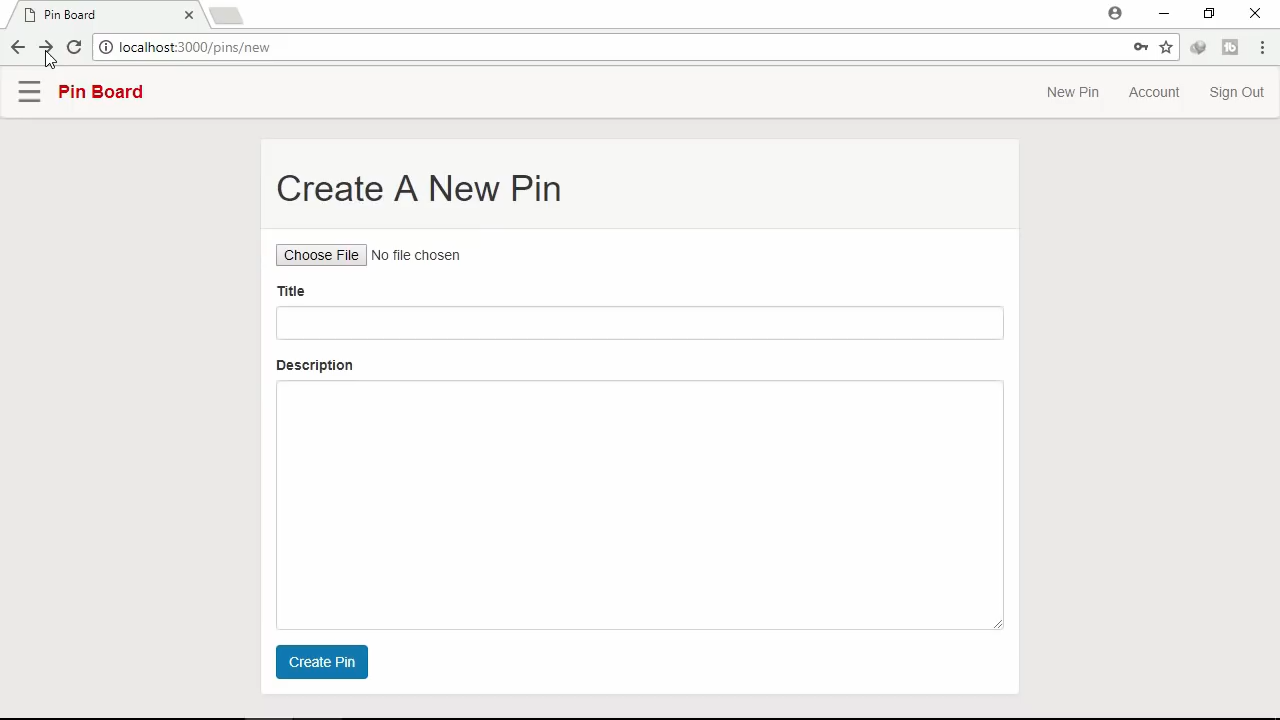 Pin Board
localhost:3000/pins/new
Pin Board New Pin Account Sign Out
Create A New Pin
Choose File No file chosen
Title
Description
Create Pin